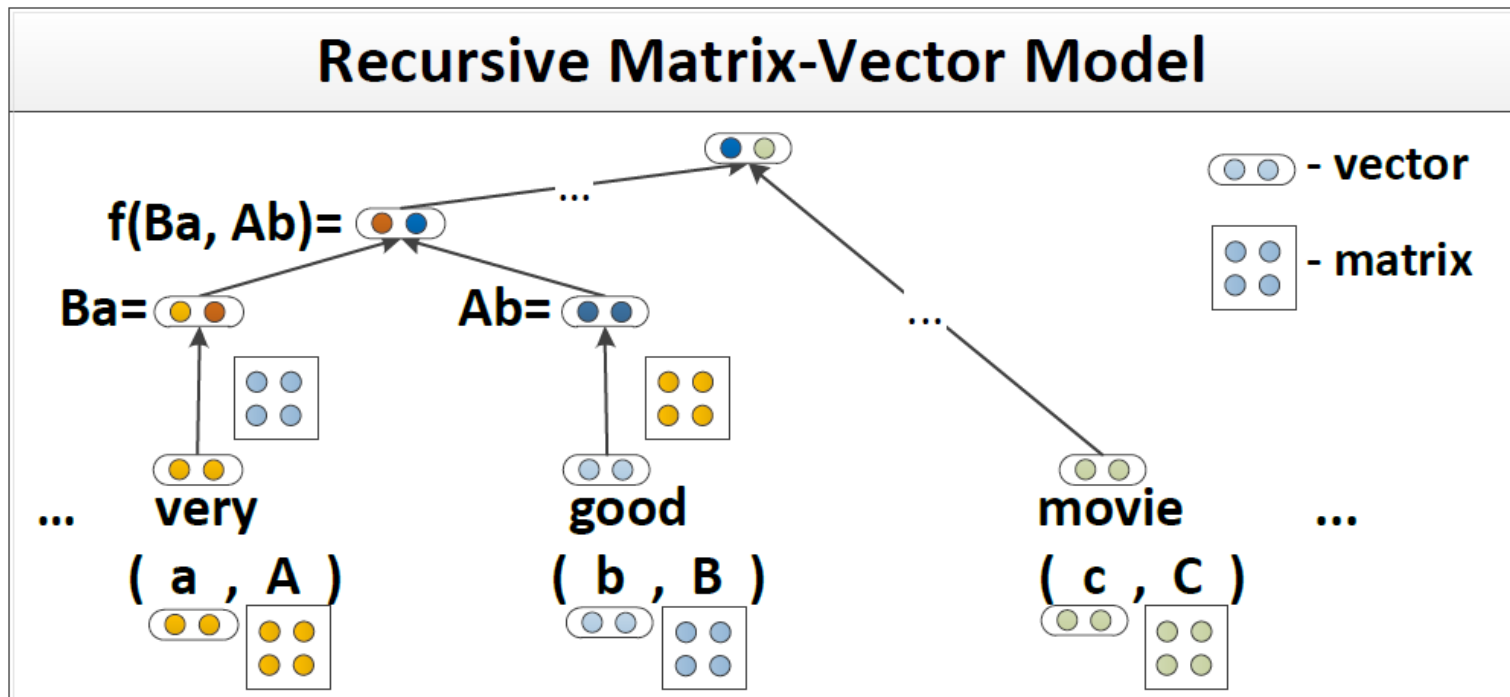 Recursive Matrix-Vector Model
...
- vector
f(Ba, Ab)=
- matrix
Ba=
Ab=
...
... very good movie ...
( a , A ) ( b , B ) ( c , C )